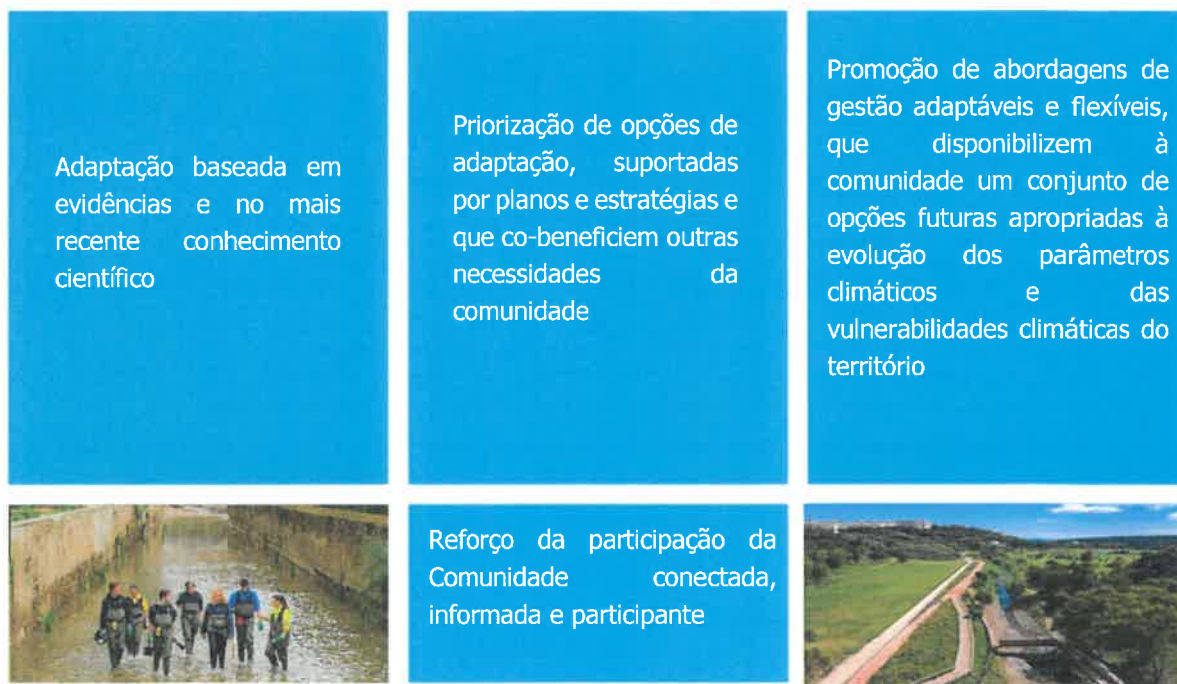 Adaptação baseada em
evidências e no mais
recente conhecimento
científico
Priorização de opções de
adaptação, suportadas
por planos e estratégias e
que co-beneficiem outras
necessidades da
comunidade
Promoção de abordagens de
gestão adaptáveis e flexíveis,
que disponibilizem à
comunidade um conjunto de
opções futuras apropriadas à
evolução dos parâmetros
climáticos e das
vulnerabilidades climáticas do
território
Reforço da participação da
Comunidade conectada,
informada e participante